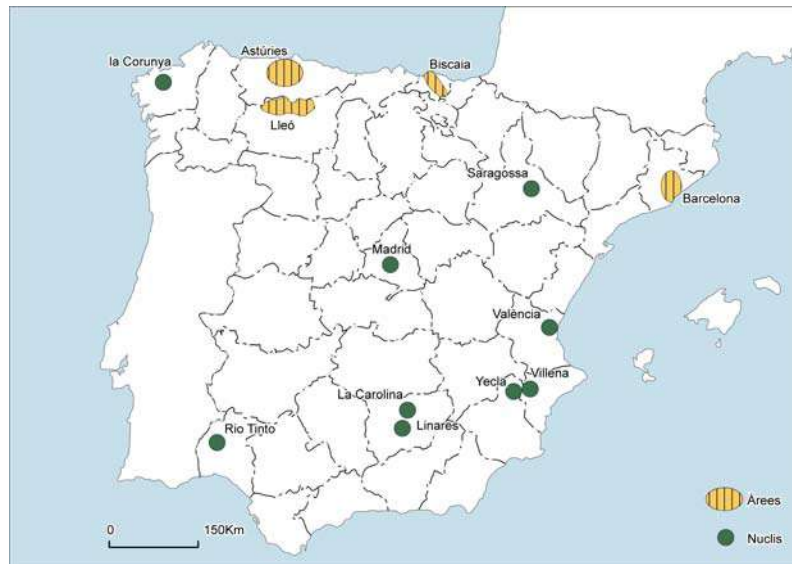 la Corunya
Astúries
Biscaia
Lleó
Saragossa
Barcelona
Madrid
València
Yecla
Villena
La Carolina
Linares
Rio Tinto
Àrees
Nuclis
0 150Km